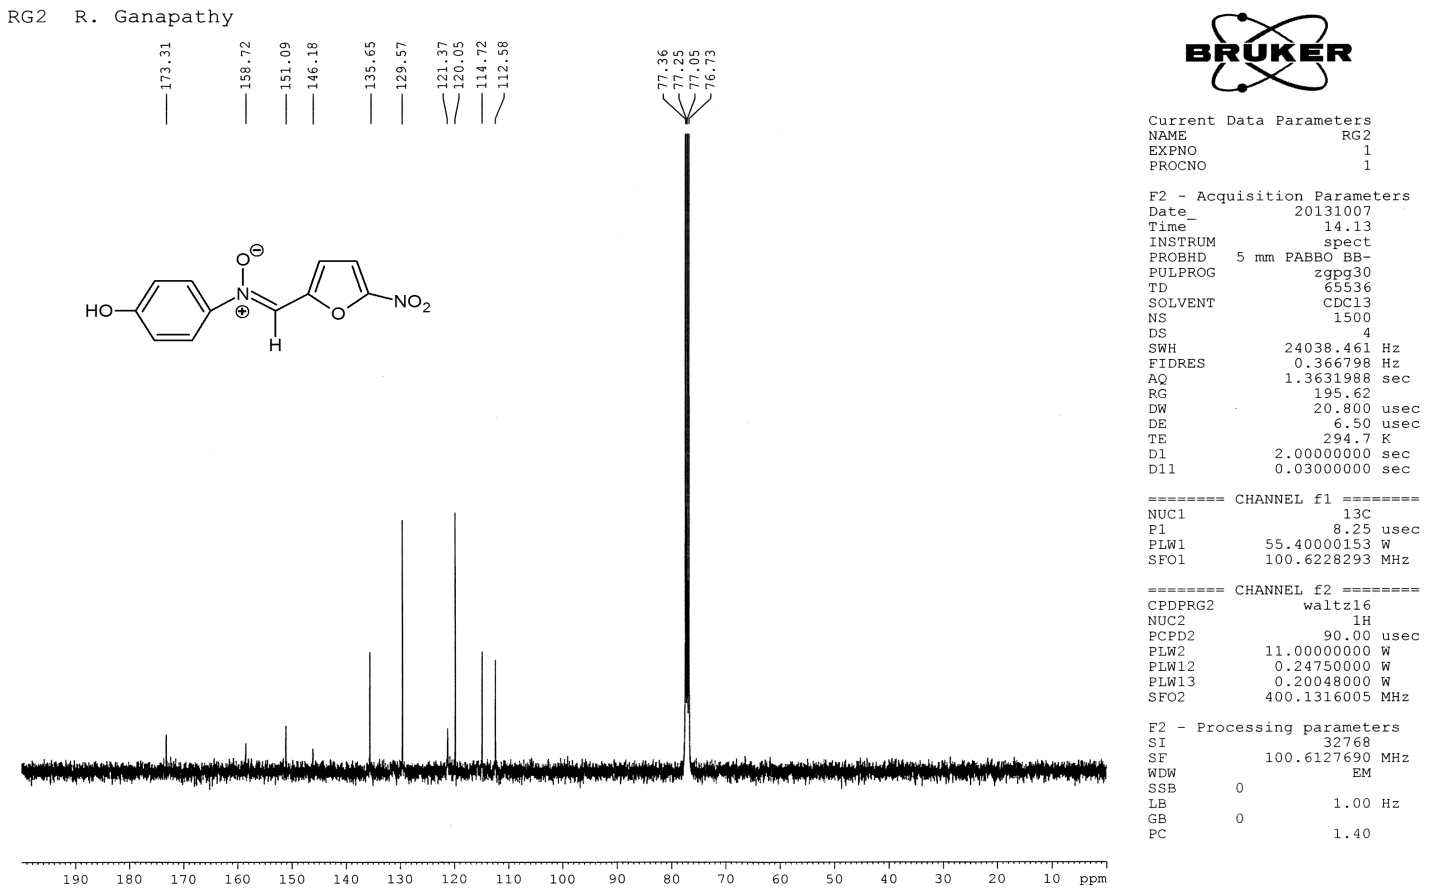 RG2 R. Ganapathy
173.31
158.72
151.09
146.18
135.65
129.57
121.37
120.05
114.72
112.58
77.36
77.25
77.05
76.73
O⊖
N
⊕
H
O
NO2
HO
190 180 170 160 150 140 130 120 110 100 90 80 70 60 50 40 30 20 10 ppm
BRUKER
Current Data Parameters
NAME RG2
EXPNO 1
PROCNO 1
F2 - Acquisition Parameters
Date_ 20131007
Time 14.13
INSTRUM spect
PROBHD 5 mm PABBO BB-
PULPROG zgpg30
TD 65536
SOLVENT CDCl3
NS 1500
DS 4
SWH 24038.461 Hz
FIDRES 0.366798 Hz
AQ 1.3631988 sec
RG 195.62
DW 20.800 usec
DE 6.50 usec
TE 294.7 K
D1 2.00000000 sec
D11 0.03000000 sec
======== CHANNEL f1 ========
NUC1 13C
P1 8.25 usec
PLW1 55.40000153 W
SFO1 100.6228293 MHz
======== CHANNEL f2 ========
CPDPRG2 waltz16
NUC2 1H
PCPD2 90.00 usec
PLW2 11.00000000 W
PLW12 0.24750000 W
PLW13 0.20048000 W
SFO2 400.1316005 MHz
F2 - Processing parameters
SI 32768
SF 100.6127690 MHz
WDW EM
SSB 0
LB 1.00 Hz
GB 0
PC 1.40